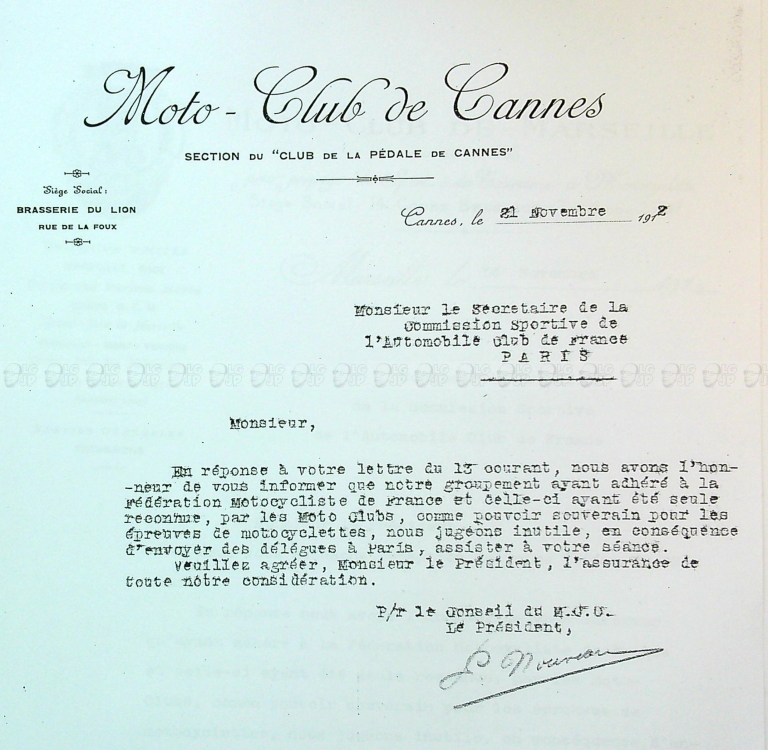 Moto-Club de Cannes
SECTION DU "CLUB DE LA PÉDALE DE CANNES"
Siège Social:
BRASSERIE DU LION
RUE DE LA FOUX
Cannes, le 21 Novembre 1912
Monsieur le Secretaire de la
Commission Sportive de
l'Automobile Club de France
PARIS
Monsieur,
En réponse à votre lettre du 13 courant, nous avons l'hon-
-neur de vous informer que notre groupement ayant adhéré à la
Fédération Motocycliste de France et Celle-ci ayant été seule
reconnue, par les Moto Clubs, comme pouvoir souverain pour les
épreuves de motocyclettes, nous jugeons inutile, en conséquence
d'envoyer des délégues à Paris, assister à votre séance.
Veuillez agréer, Monsieur le Président, l'assurance de
toute nôtre considération.
P/r le Conseil du
Le Président,